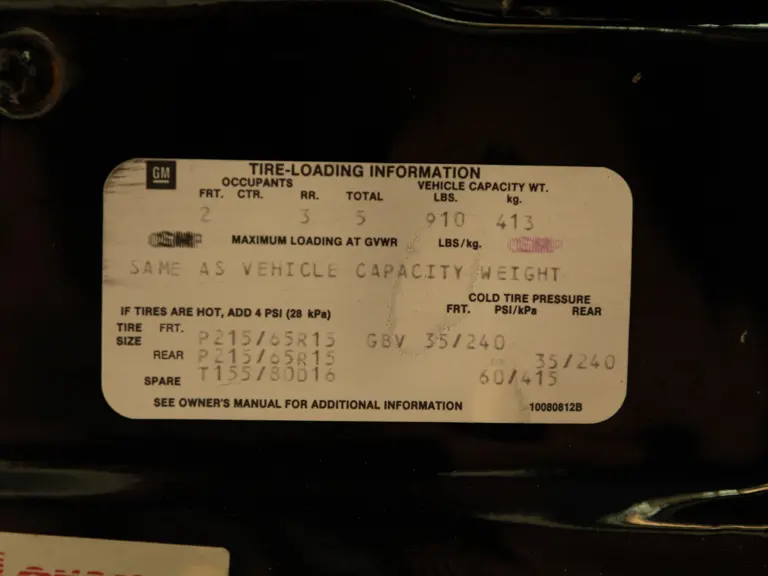 GM
TIRE-LOADING INFORMATION
OCCUPANTS VEHICLE CAPACITY WT.
FRT. CTR. RR. TOTAL LBS. kg.
2 3 5 910 413
MAXIMUM LOADING AT GVWR LBS/kg.
SAME AS VEHICLE CAPACITY WEIGHT
COLD TIRE PRESSURE
IF TIRES ARE HOT, ADD 4 PSI (28 kPa) FRT. PSI/kPa REAR
TIRE SIZE FRT. P215/65R15 GBV 35/240
REAR P215/65R15 35/240
SPARE T155/80D16 60/415
SEE OWNER'S MANUAL FOR ADDITIONAL INFORMATION 10080812B